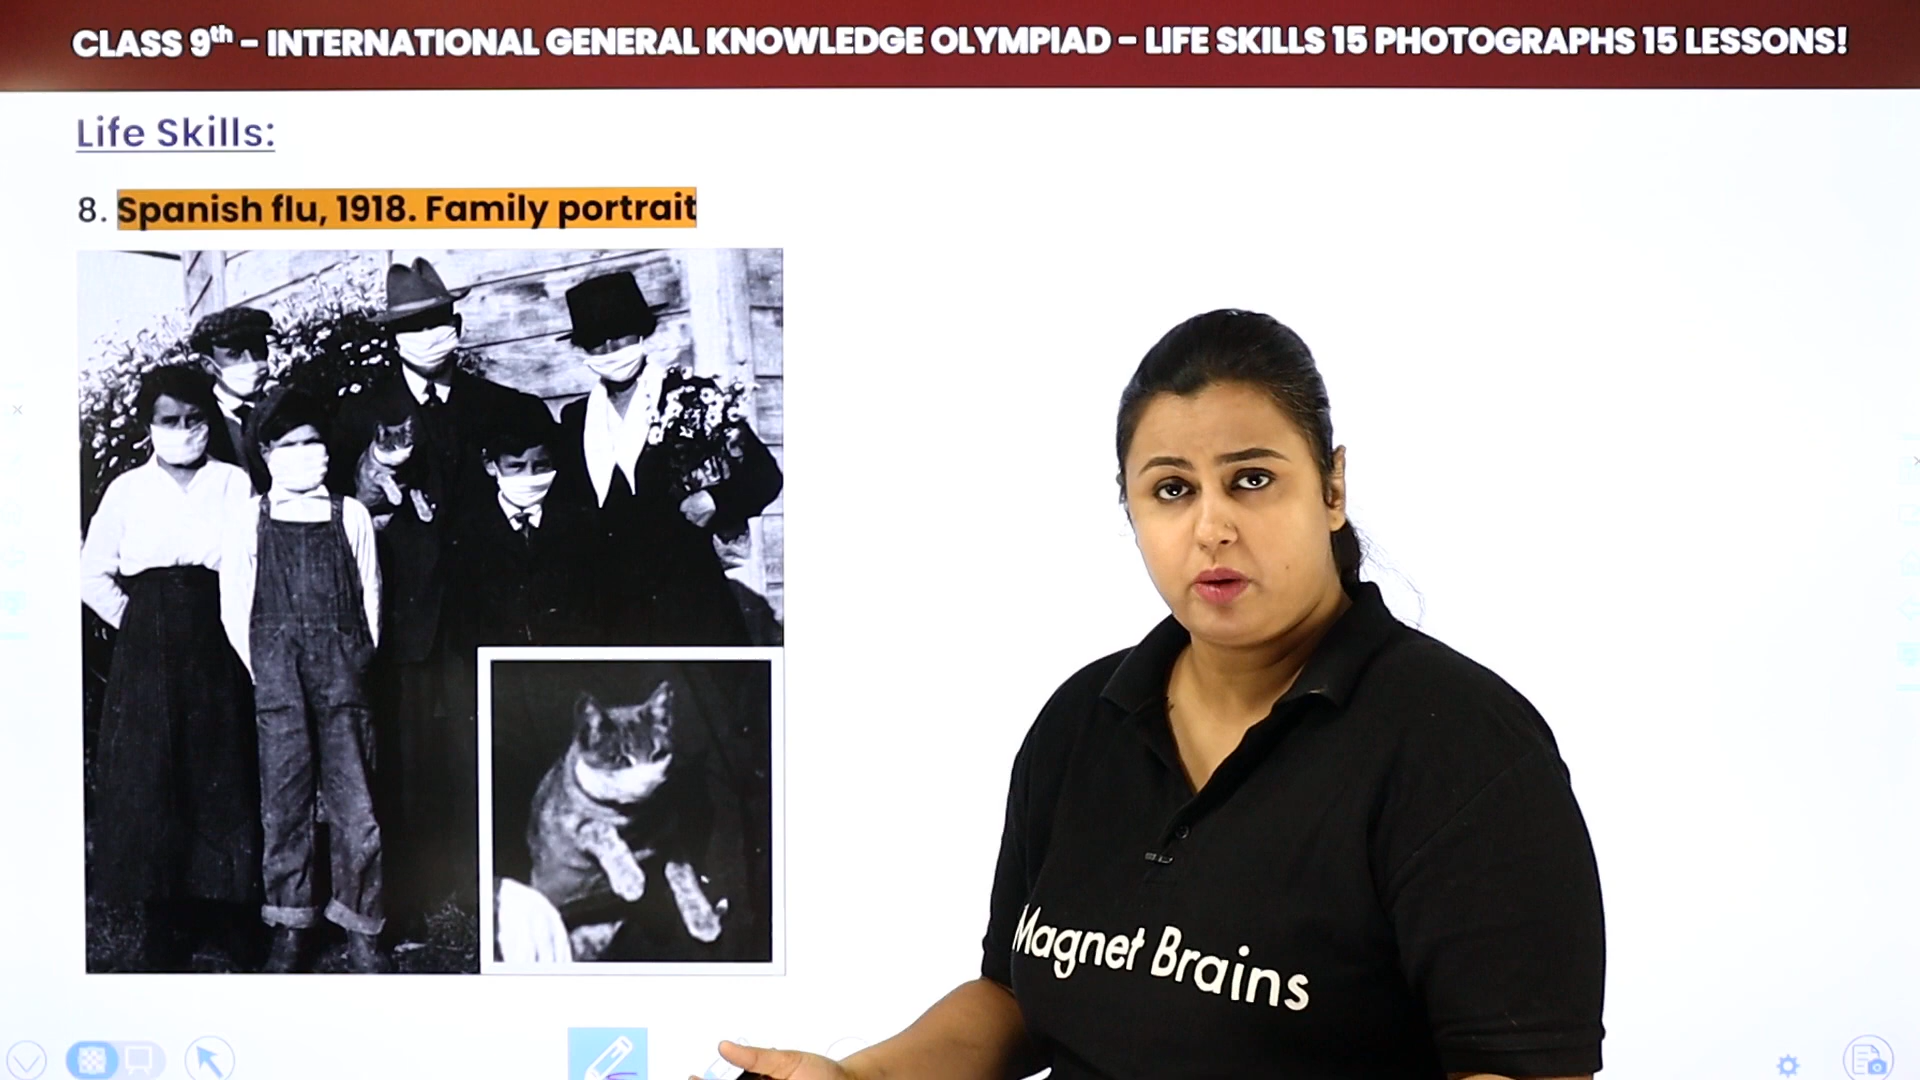 CLASS 9th – INTERNATIONAL GENERAL KNOWLEDGE OLYMPIAD – LIFE SKILLS 15 PHOTOGRAPHS 15 LESSONS!
Life Skills:
8. Spanish flu, 1918. Family portrait
Magnet Brains